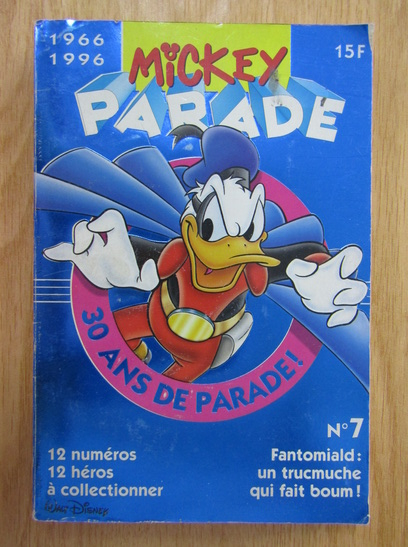 1966
1996
MiCKEY
15F
PARADE
30 ANS DE PARADE!
N°7
12 numéros
12 héros
à collectionner
Fantomiald :
un trucmuche
qui fait boum !
WALT DISNEY